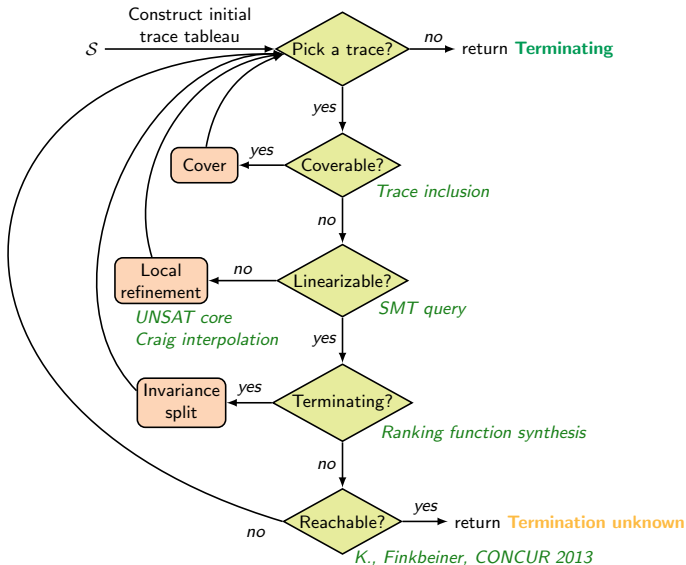 Construct initial
trace tableau
S
Pick a trace?
no
return Terminating
yes
Cover
yes
Coverable?
Trace inclusion
no
Local
refinement
no
Linearizable?
UNSAT core
Craig interpolation
SMT query
yes
Invariance
split
yes
Terminating?
Ranking function synthesis
no
Reachable?
yes
return Termination unknown
no
K., Finkbeiner, CONCUR 2013